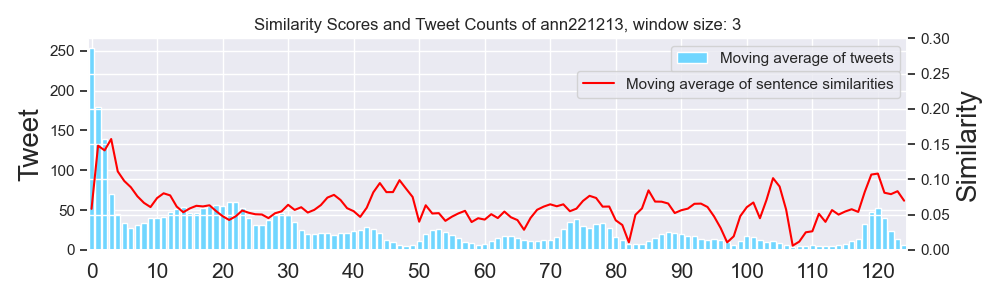 Similarity Scores and Tweet Counts of ann221213, window size: 3
Moving average of tweets
Moving average of sentence similarities
Tweet
250
200
150
100
50
0
Similarity
0.30
0.25
0.20
0.15
0.10
0.05
0.00
0 10 20 30 40 50 60 70 80 90 100 110 120